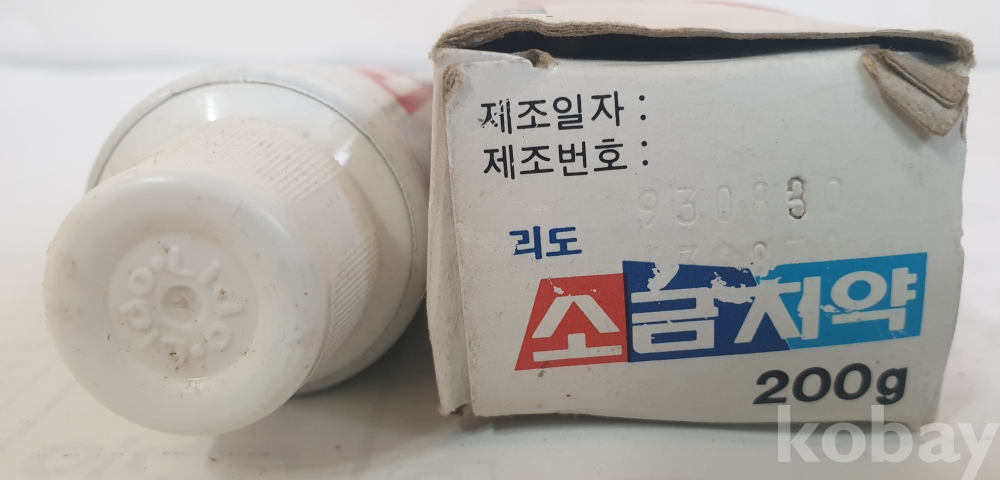 제조일자 :
제조번호 :
930830
리도
소금치약
200g
kobay